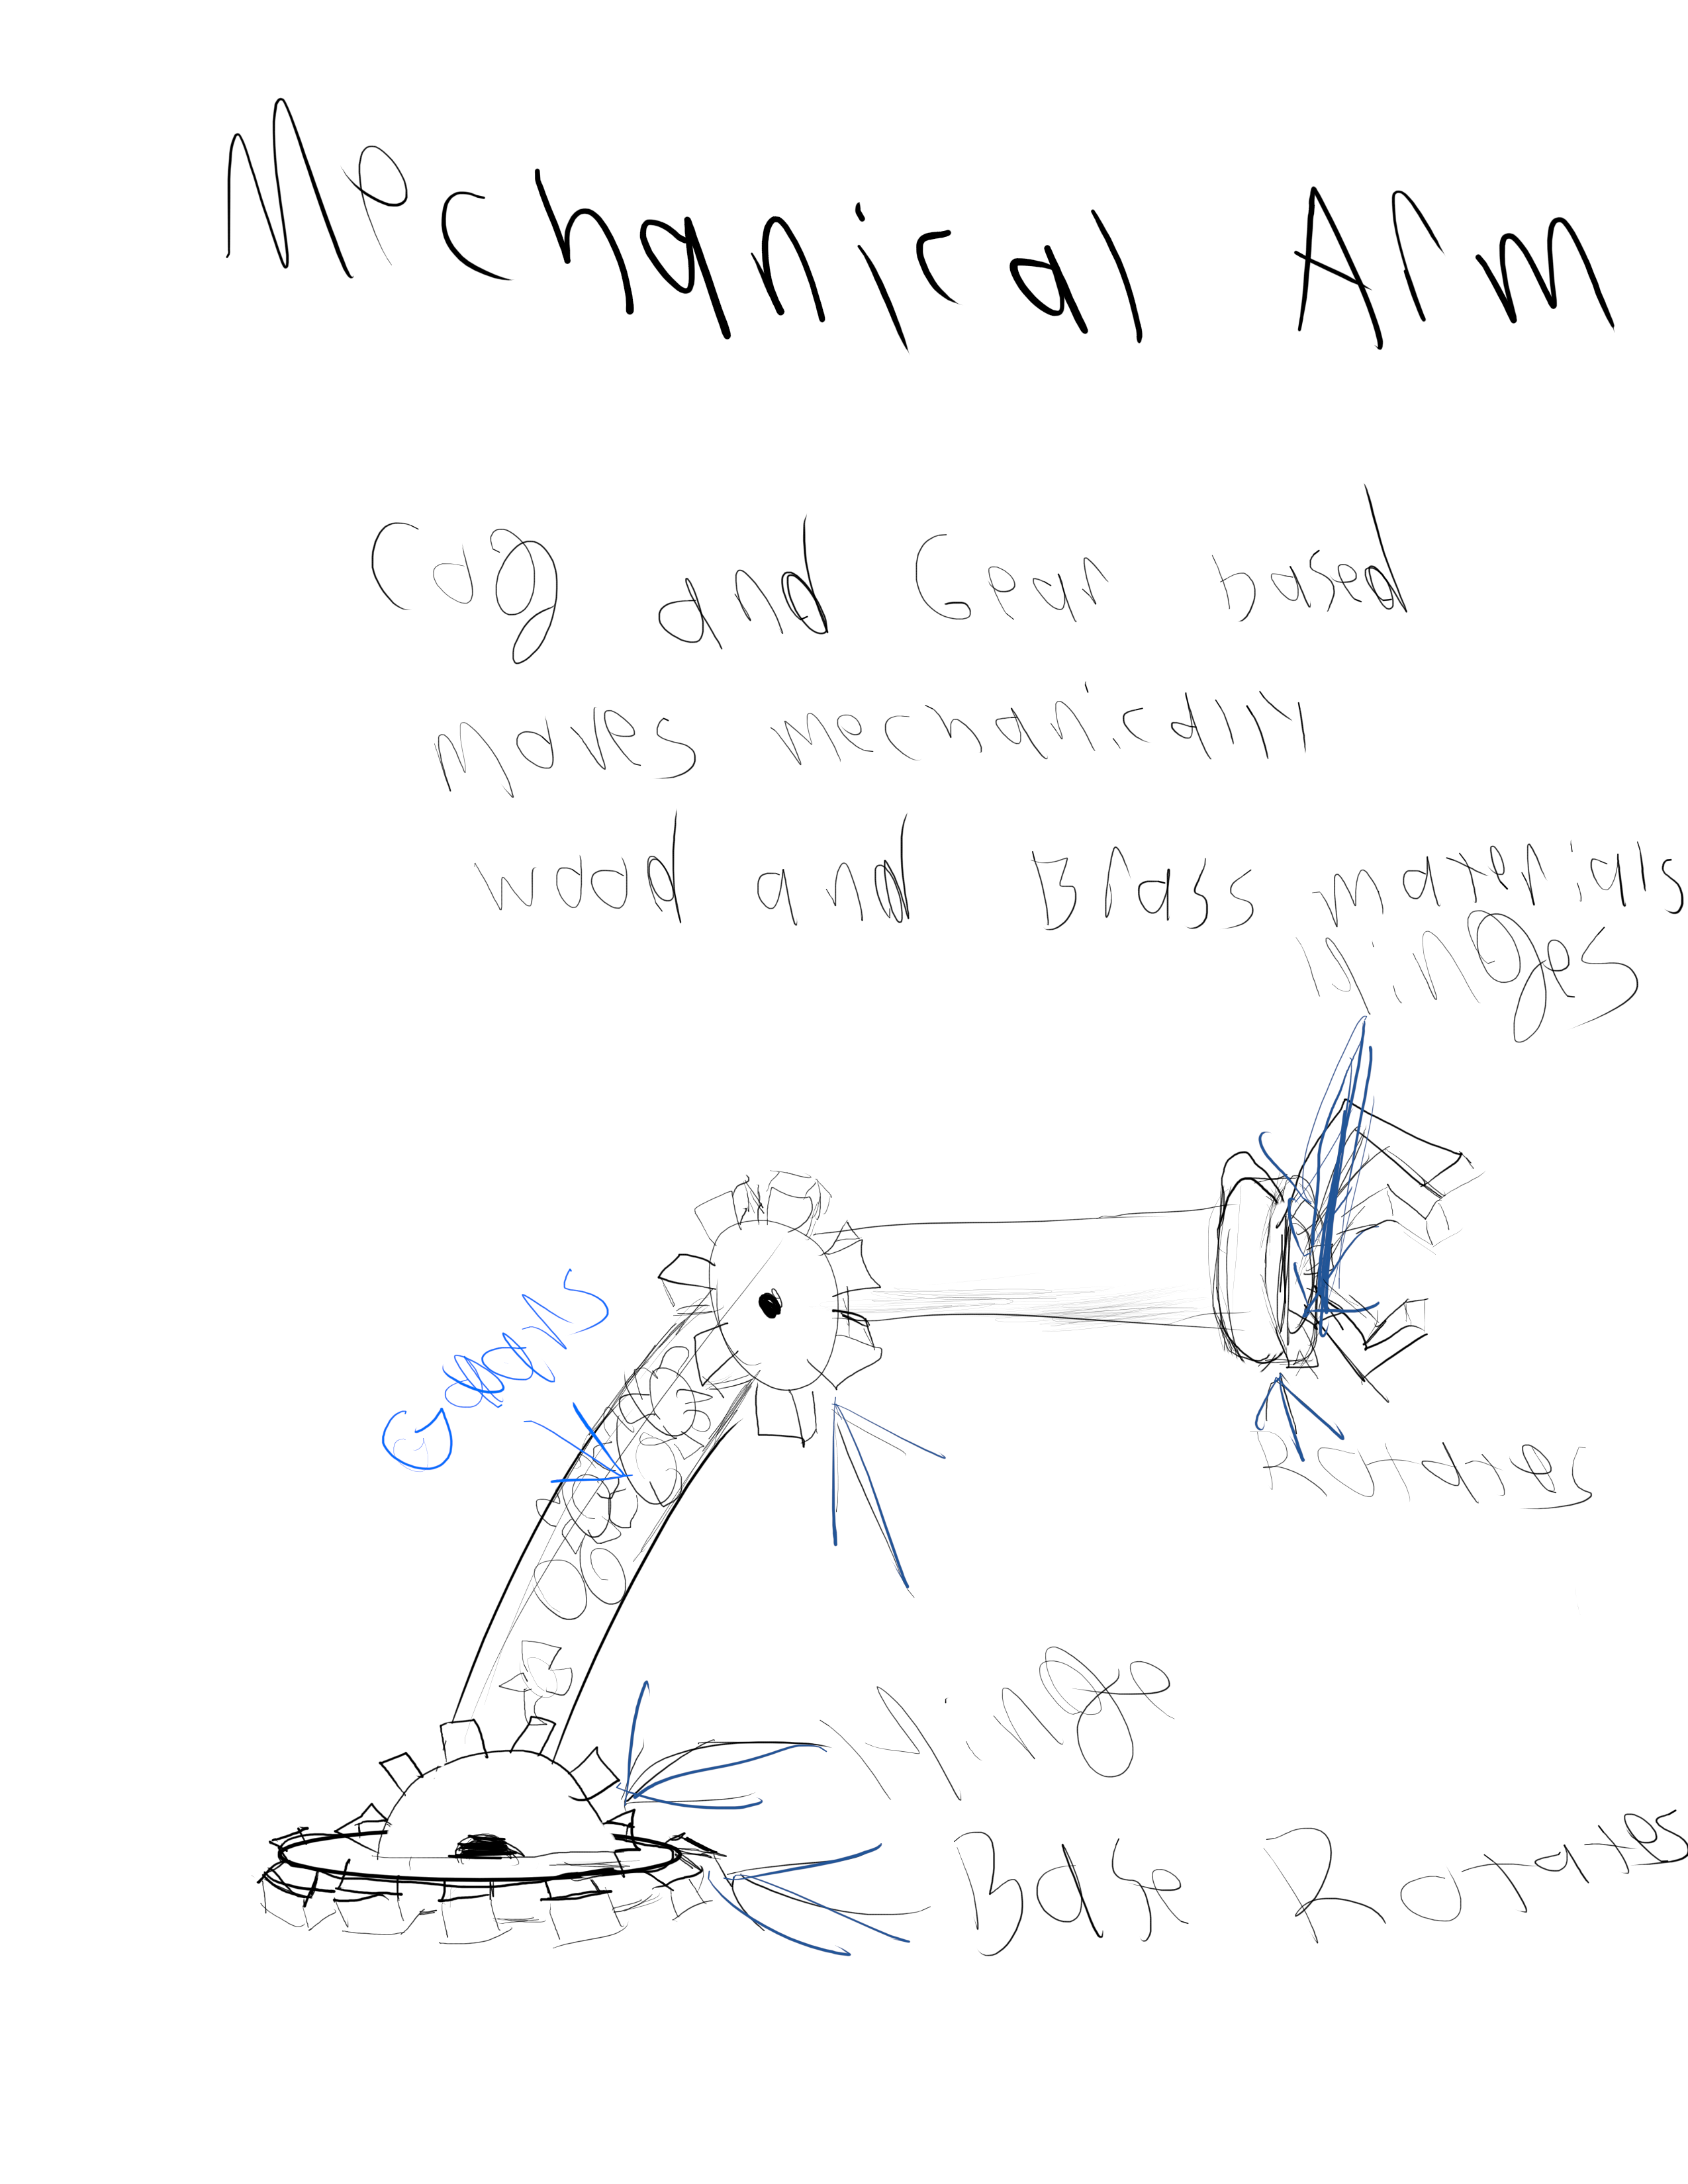 Mechanical Arm
Cog and Gear based
moves mechanically
wood and Brass materials
Hinges
Gears
Rotates
Hinge
Base Rotates